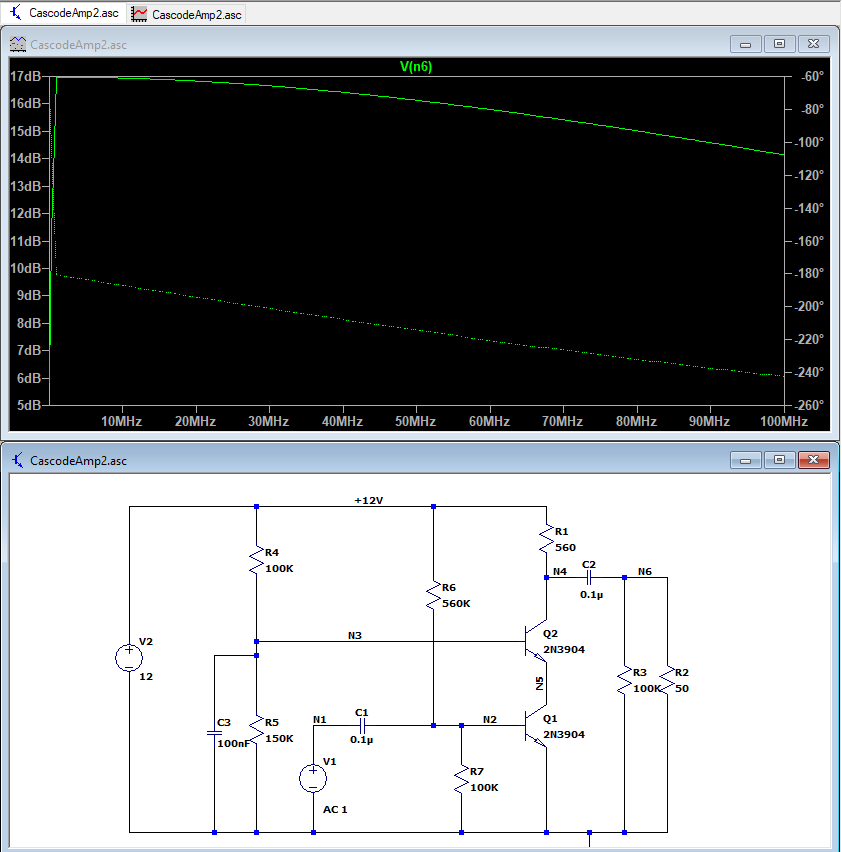 CascodeAmp2.asc CascodeAmp2.asc
CascodeAmp2.asc
V(n6)
17dB -60°
16dB -80°
15dB -100°
14dB -120°
13dB -140°
12dB -160°
11dB -180°
10dB -200°
9dB -220°
8dB -240°
7dB -260°
6dB
5dB
10MHz 20MHz 30MHz 40MHz 50MHz 60MHz 70MHz 80MHz 90MHz 100MHz
CascodeAmp2.asc
+12V
R4
100K
R6
560K
R1
560
N4
C2
0.1µ
N6
N3
Q2
2N3904
V2
12
N5
R3
100K
R2
50
C3
100nF
R5
150K
N1
C1
0.1µ
N2
Q1
2N3904
V1
AC 1
R7
100K